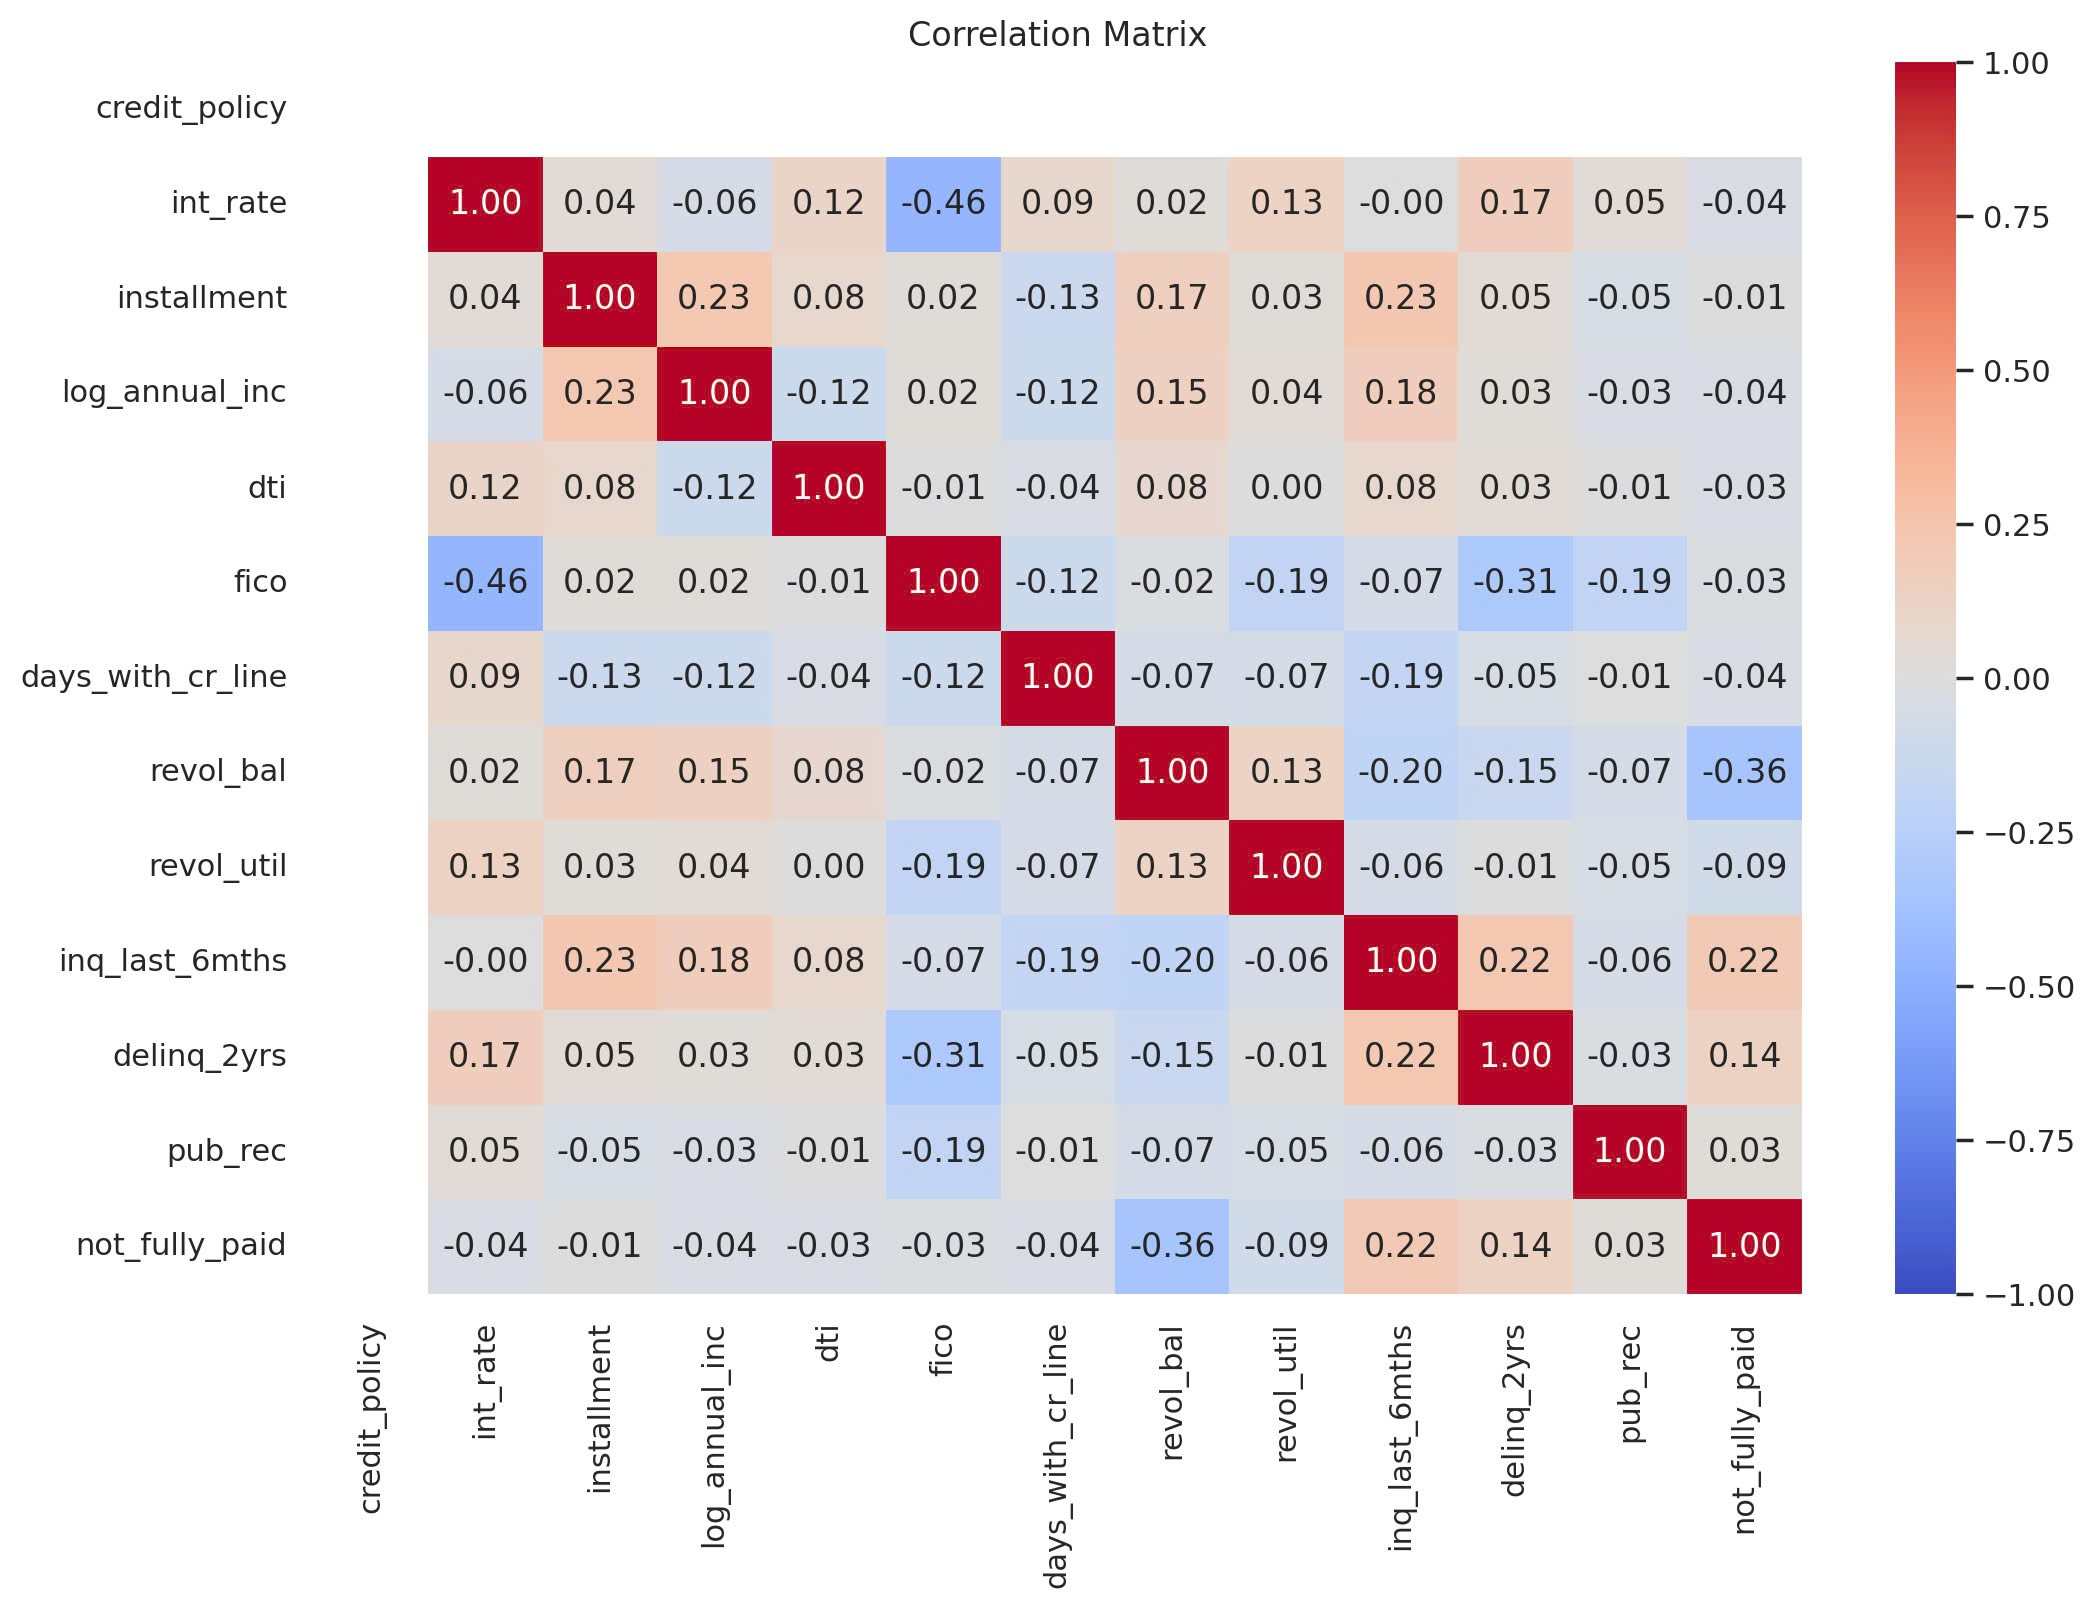 Correlation Matrix
credit_policy
int_rate 1.00 0.04 -0.06 0.12 -0.46 0.09 0.02 0.13 -0.00 0.17 0.05 -0.04
installment 0.04 1.00 0.23 0.08 0.02 -0.13 0.17 0.03 0.23 0.05 -0.05 -0.01
log_annual_inc -0.06 0.23 1.00 -0.12 0.02 -0.12 0.15 0.04 0.18 0.03 -0.03 -0.04
dti 0.12 0.08 -0.12 1.00 -0.01 -0.04 0.08 0.00 0.08 0.03 -0.01 -0.03
fico -0.46 0.02 0.02 -0.01 1.00 -0.12 -0.02 -0.19 -0.07 -0.31 -0.19 -0.03
days_with_cr_line 0.09 -0.13 -0.12 -0.04 -0.12 1.00 -0.07 -0.07 -0.19 -0.05 -0.01 -0.04
revol_bal 0.02 0.17 0.15 0.08 -0.02 -0.07 1.00 0.13 -0.20 -0.15 -0.07 -0.36
revol_util 0.13 0.03 0.04 0.00 -0.19 -0.07 0.13 1.00 -0.06 -0.01 -0.05 -0.09
inq_last_6mths -0.00 0.23 0.18 0.08 -0.07 -0.19 -0.20 -0.06 1.00 0.22 -0.06 0.22
delinq_2yrs 0.17 0.05 0.03 0.03 -0.31 -0.05 -0.15 -0.01 0.22 1.00 -0.03 0.14
pub_rec 0.05 -0.05 -0.03 -0.01 -0.19 -0.01 -0.07 -0.05 -0.06 -0.03 1.00 0.03
not_fully_paid -0.04 -0.01 -0.04 -0.03 -0.03 -0.04 -0.36 -0.09 0.22 0.14 0.03 1.00
credit_policy
int_rate
installment
log_annual_inc
dti
fico
days_with_cr_line
revol_bal
revol_util
inq_last_6mths
delinq_2yrs
pub_rec
not_fully_paid
1.00
0.75
0.50
0.25
0.00
−0.25
−0.50
−0.75
−1.00